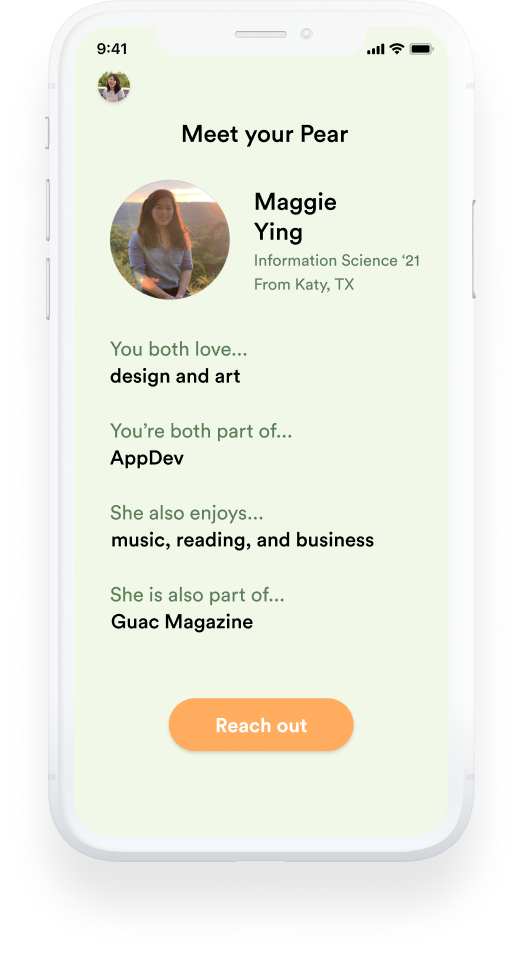 9:41
Meet your Pear
Maggie
Ying
Information Science ‘21
From Katy, TX
You both love...
design and art
You’re both part of...
AppDev
She also enjoys...
music, reading, and business
She is also part of...
Guac Magazine
Reach out